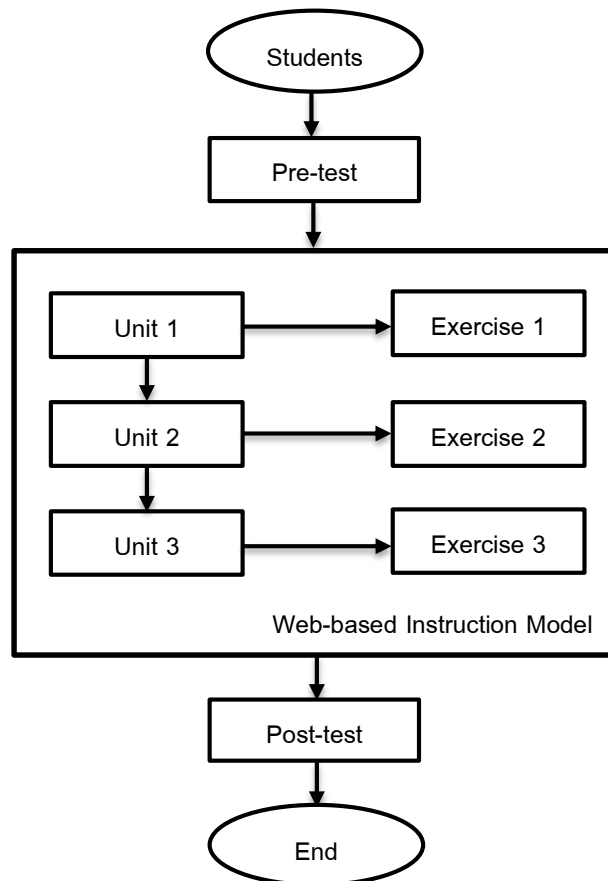 Students
Pre-test
Unit 1
Exercise 1
Unit 2
Exercise 2
Unit 3
Exercise 3
Web-based Instruction Model
Post-test
End